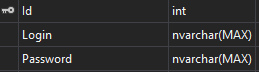 Id int
Login nvarchar(MAX)
Password nvarchar(MAX)